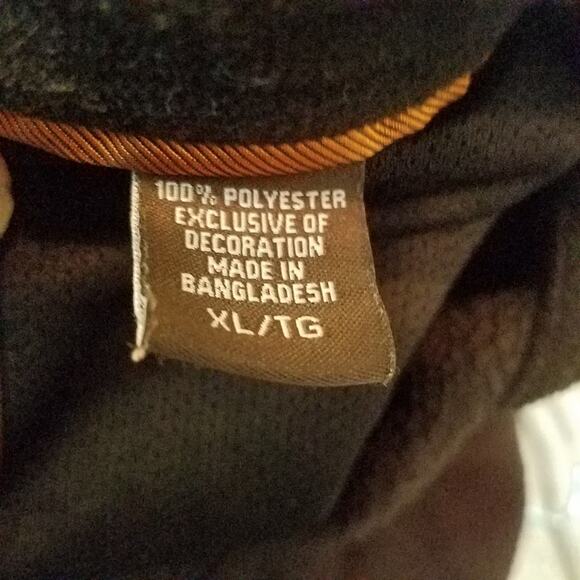 100% POLYESTER
EXCLUSIVE OF
DECORATION
MADE IN
BANGLADESH
XL/TG